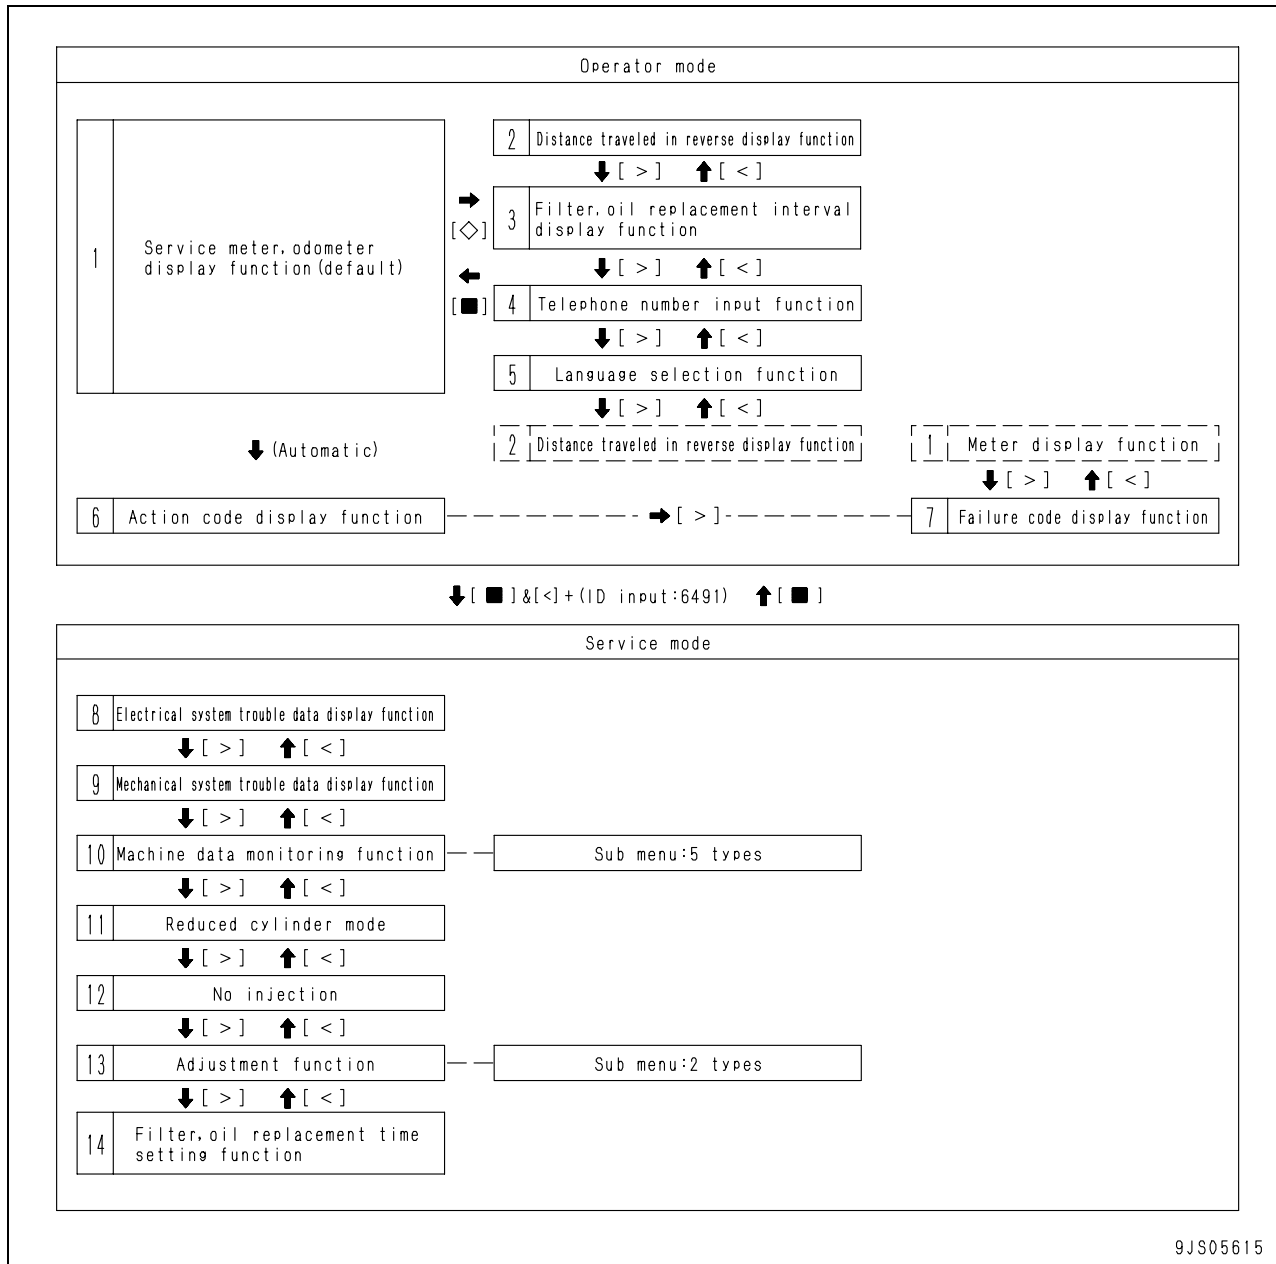 Operator mode
1 Service meter, odometer
display function (default)
[◇]
[■]
2 Distance traveled in reverse display function
[ > ] [ < ]
3 Filter, oil replacement interval
display function
[ > ] [ < ]
4 Telephone number input function
[ > ] [ < ]
5 Language selection function
[ > ] [ < ]
(Automatic)
2 Distance traveled in reverse display function
1 Meter display function
[ > ] [ < ]
6 Action code display function
[ > ]
7 Failure code display function
[ ■ ] & [<] + (ID input:6491) [ ■ ]
Service mode
8 Electrical system trouble data display function
[ > ] [ < ]
9 Mechanical system trouble data display function
[ > ] [ < ]
10 Machine data monitoring function
Sub menu:5 types
[ > ] [ < ]
11 Reduced cylinder mode
[ > ] [ < ]
12 No injection
[ > ] [ < ]
13 Adjustment function
Sub menu:2 types
[ > ] [ < ]
14 Filter, oil replacement time
setting function
9JS05615